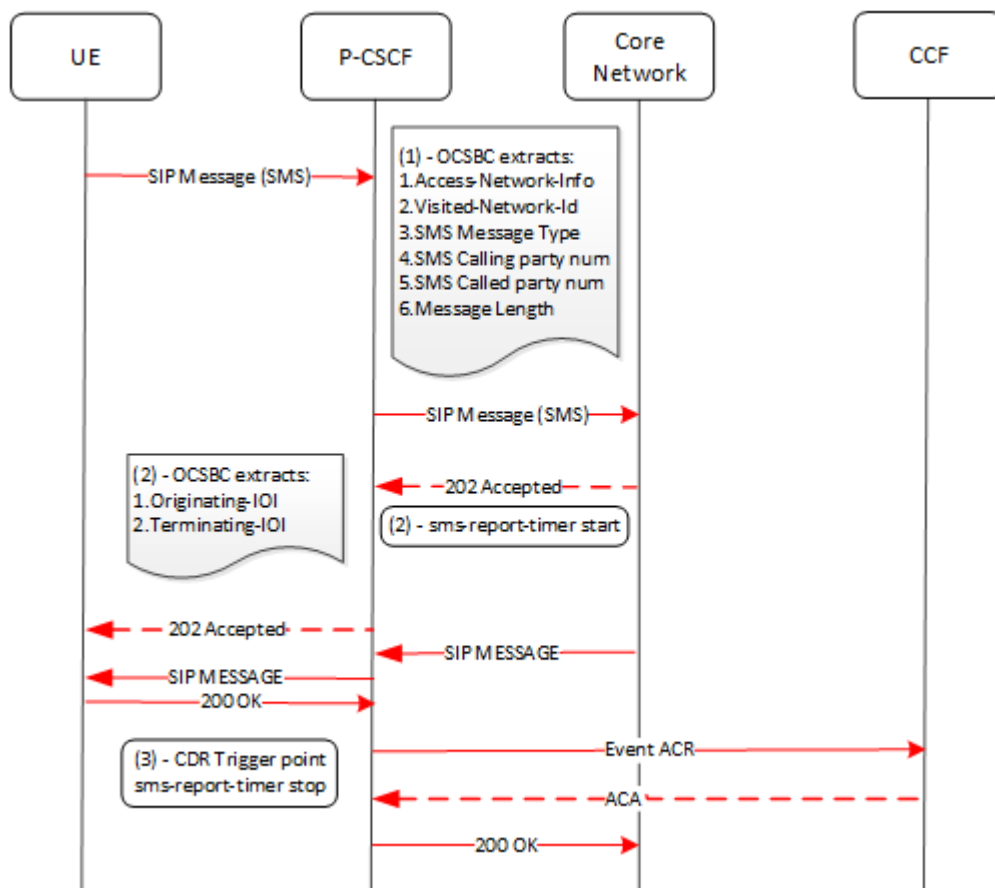 UE
P-CSCF
Core
Network
CCF
SIP Message (SMS)
(1) - OCSBC extracts:
1.Access-Network-Info
2.Visited-Network-Id
3.SMS Message Type
4.SMS Calling party num
5.SMS Called party num
6.Message Length
SIP Message (SMS)
202 Accepted
(2) - OCSBC extracts:
1.Originating-IOI
2.Terminating-IOI
(2) - sms-report-timer start
202 Accepted
SIP MESSAGE
SIP MESSAGE
200 OK
Event ACR
(3) - CDR Trigger point
sms-report-timer stop
ACA
200 OK